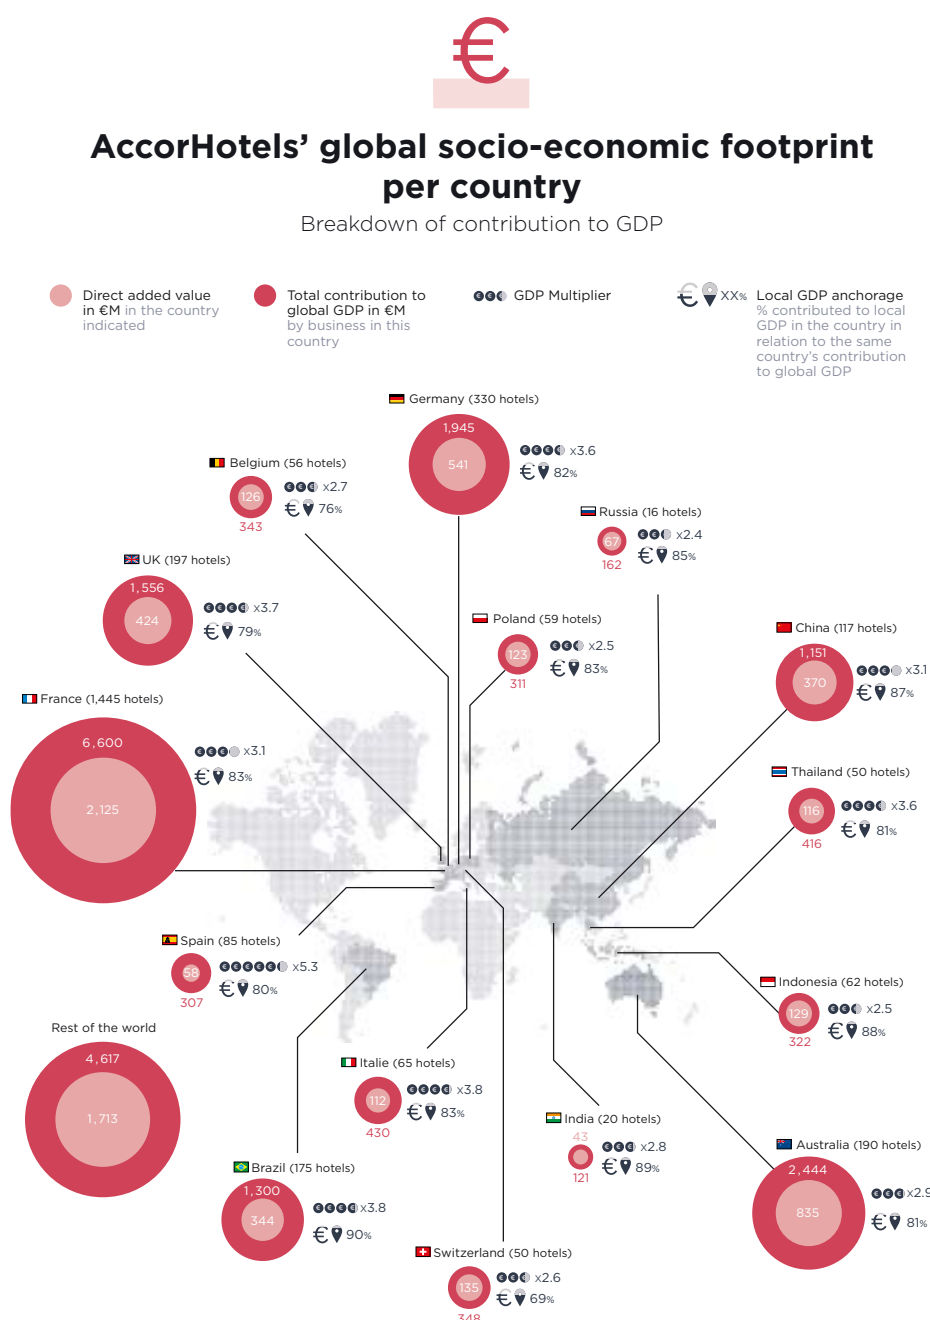 €
AccorHotels’ global socio-economic footprint
per country
Breakdown of contribution to GDP
Direct added value
in €M in the country
indicated
Total contribution to
global GDP in €M
by business in this
country
GDP Multiplier
€ XX%
Local GDP anchorage
% contributed to local
GDP in the country in
relation to the same
country’s contribution
to global GDP
Germany (330 hotels)
1,945
541
x3.6
€ 82%
Belgium (56 hotels)
126
343
x2.7
€ 76%
Russia (16 hotels)
67
162
x2.4
€ 85%
UK (197 hotels)
1,556
424
x3.7
€ 79%
Poland (59 hotels)
123
311
x2.5
€ 83%
China (117 hotels)
1,151
370
x3.1
€ 87%
France (1,445 hotels)
6,600
2,125
x3.1
€ 83%
Thailand (50 hotels)
116
416
x3.6
€ 81%
Spain (85 hotels)
58
307
x5.3
€ 80%
Indonesia (62 hotels)
129
322
x2.5
€ 88%
Rest of the world
4,617
1,713
Italie (65 hotels)
112
430
x3.8
€ 83%
India (20 hotels)
43
121
x2.8
€ 89%
Australia (190 hotels)
2,444
835
x2.9
€ 81%
Brazil (175 hotels)
1,300
344
x3.8
€ 90%
Switzerland (50 hotels)
135
348
x2.6
€ 69%